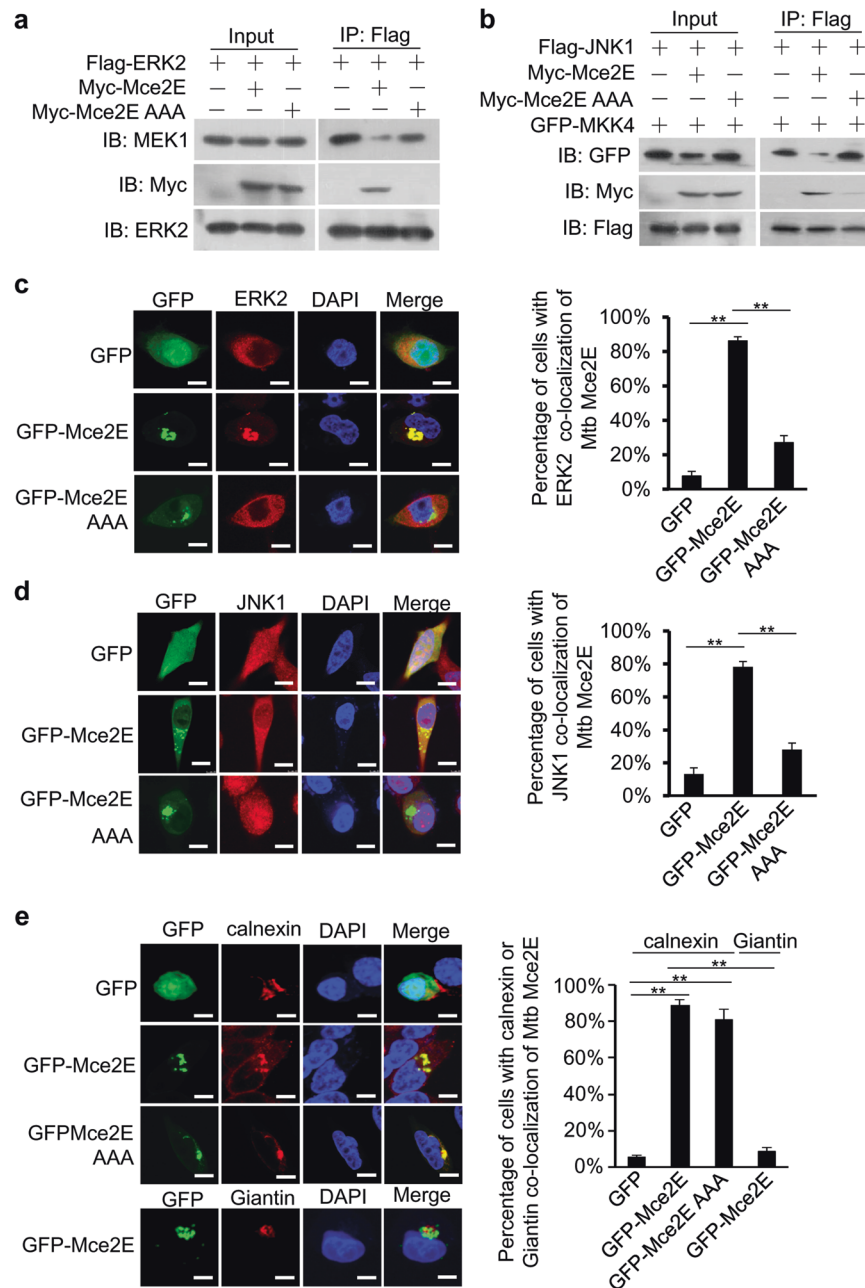 a
Input IP: Flag
Flag-ERK2 + + + + + +
Myc-Mce2E — + — — + —
Myc-Mce2E AAA — — + — — +
IB: MEK1
IB: Myc
IB: ERK2
b
Input IP: Flag
Flag-JNK1 + + + + + +
Myc-Mce2E — + — — + —
Myc-Mce2E AAA — — + — — +
GFP-MKK4 + + + + + +
IB: GFP
IB: Myc
IB: Flag
c
GFP ERK2 DAPI Merge
GFP
GFP-Mce2E
GFP-Mce2E
AAA
Percentage of cells with
ERK2 co-localization of
Mtb Mce2E
100%
80%
60%
40%
20%
0%
** **
GFP
GFP-Mce2E
GFP-Mce2E
AAA
d
GFP JNK1 DAPI Merge
GFP
GFP-Mce2E
GFP-Mce2E
AAA
Percentage of cells with
JNK1 co-localization of
Mtb Mce2E
100%
80%
60%
40%
20%
0%
** **
GFP
GFP-Mce2E
GFP-Mce2E
AAA
e
GFP calnexin DAPI Merge
GFP
GFP-Mce2E
GFPMce2E
AAA
GFP Giantin DAPI Merge
GFP-Mce2E
Percentage of cells with calnexin or
Giantin co-localization of Mtb Mce2E
calnexin Giantin
**
**
**
100%
80%
60%
40%
20%
0%
GFP
GFP-Mce2E
GFP-Mce2E AAA
GFP-Mce2E